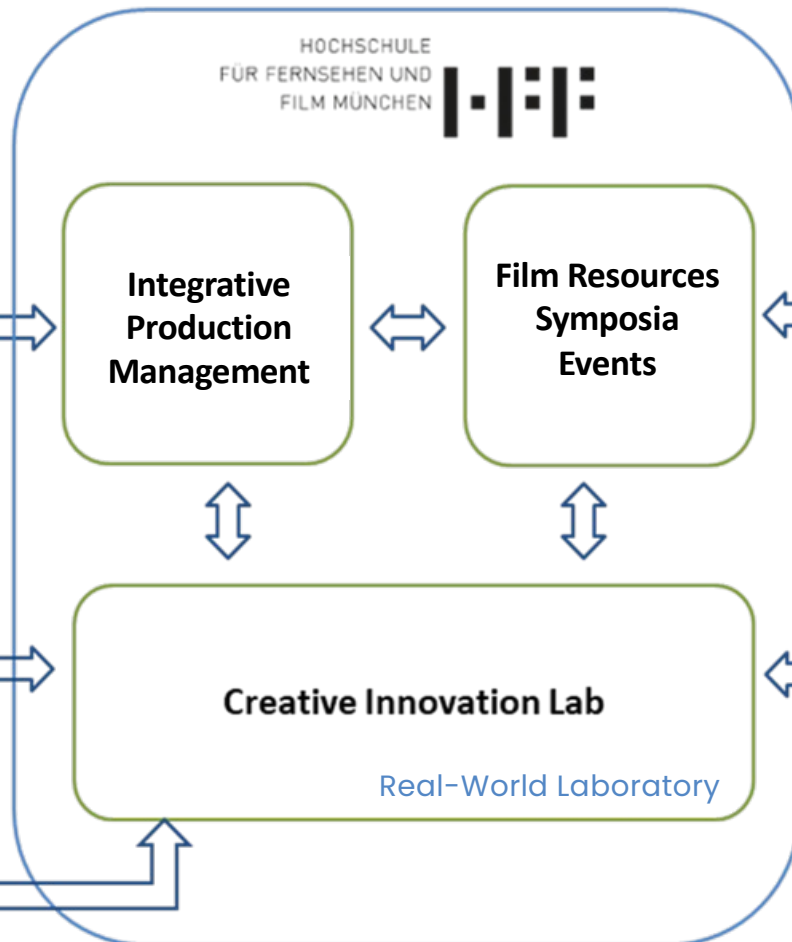 HOCHSCHULE
FÜR FERNSEHEN UND
FILM MÜNCHEN
HFF
Integrative
Production
Management
Film Resources
Symposia
Events
Creative Innovation Lab
Real-World Laboratory